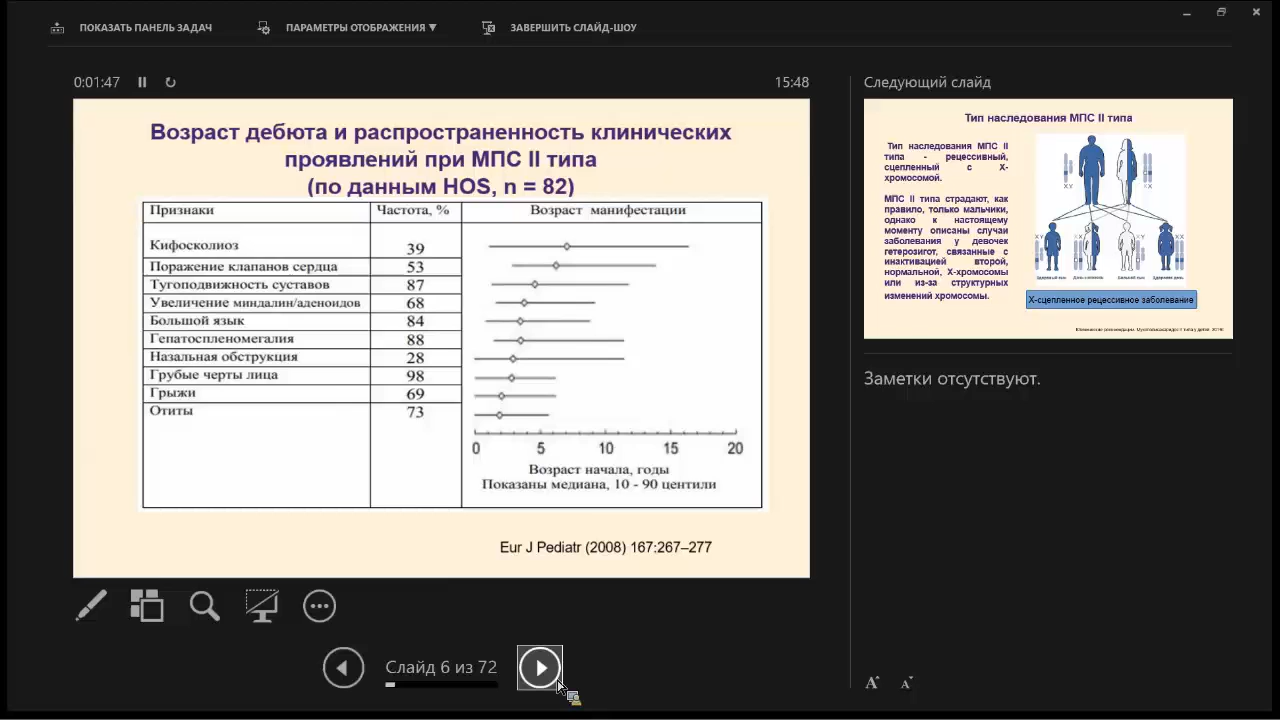 ПОКАЗАТЬ ПАНЕЛЬ ЗАДАЧ
ПАРАМЕТРЫ ОТОБРАЖЕНИЯ ▼
ЗАВЕРШИТЬ СЛАЙД-ШОУ
0:01:47
15:48
Возраст дебюта и распространенность клинических
проявлений при МПС II типа
(по данным HOS, n = 82)
Признаки Частота, % Возраст манифестации
Кифосколиоз 39
Поражение клапанов сердца 53
Тугоподвижность суставов 87
Увеличение миндалин/аденоидов 68
Большой язык 84
Гепатоспленомегалия 88
Назальная обструкция 28
Грубые черты лица 98
Грыжи 69
Отиты 73
0 5 10 15 20
Возраст начала, годы
Показаны медиана, 10 - 90 центили
Eur J Pediatr (2008) 167:267–277
Слайд 6 из 72
Следующий слайд
Тип наследования МПС II типа
Тип наследования МПС II
типа - рецессивный,
сцепленный с Х-
хромосомой.
МПС II типа страдают, как
правило, только мальчики,
однако к настоящему
моменту описаны случаи
заболевания у девочек
гетерозигот, связанные с
инактивацией второй,
нормальной, Х-хромосомы
или из-за структурных
изменений хромосомы.
X Y
X X
Х-сцепленное рецессивное заболевание
Заметки отсутствуют.
A A